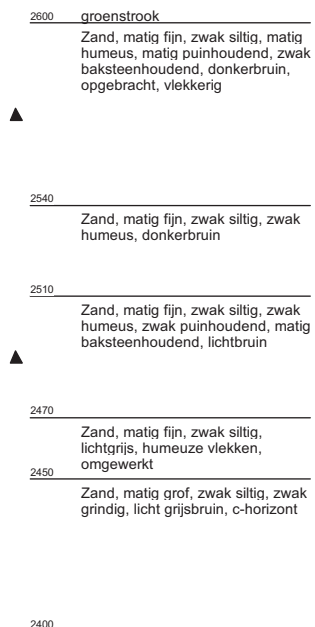 2600 groenstrook
Zand, matig fijn, zwak siltig, matig
humeus, matig puinhoudend, zwak
baksteenhoudend, donkerbruin,
opgebracht, vlekkerig
2540
Zand, matig fijn, zwak siltig, zwak
humeus, donkerbruin
2510
Zand, matig fijn, zwak siltig, zwak
humeus, zwak puinhoudend, matig
baksteenhoudend, lichtbruin
2470
Zand, matig fijn, zwak siltig,
lichtgrijs, humeuze vlekken,
omgewerkt
2450
Zand, matig grof, zwak siltig, zwak
grindig, licht grijsbruin, c-horizont
2400